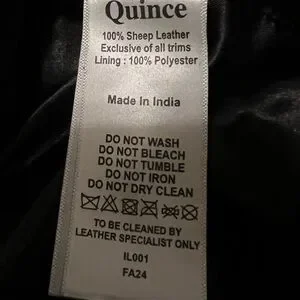 Quince
100% Sheep Leather
Exclusive of all trims
Lining : 100% Polyester
Made In India
DO NOT WASH
DO NOT BLEACH
DO NOT TUMBLE
DO NOT IRON
DO NOT DRY CLEAN
TO BE CLEANED BY
LEATHER SPECIALIST ONLY
IL001
FA24